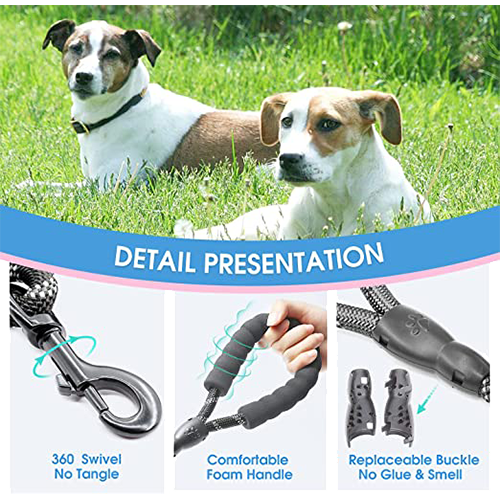 DETAIL PRESENTATION
360 Swivel
No Tangle
Comfortable
Foam Handle
Replaceable Buckle
No Glue & Smell